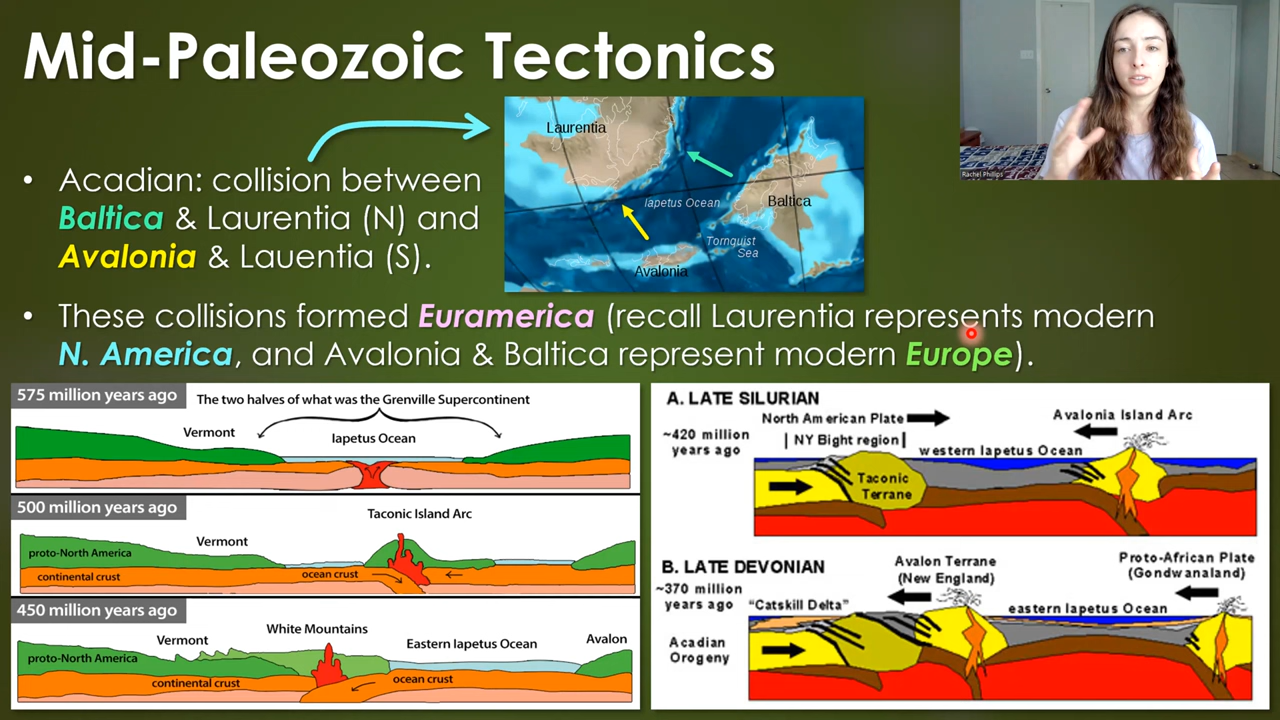 Mid-Paleozoic Tectonics
Rachel Phillips
• Acadian: collision between
Baltica & Laurentia (N) and
Avalonia & Lauentia (S).
Laurentia
Iapetus Ocean
Baltica
Tornquist
Sea
Avalonia
• These collisions formed Euramerica (recall Laurentia represents modern
N. America, and Avalonia & Baltica represent modern Europe).
575 million years ago
The two halves of what was the Grenville Supercontinent
Vermont
Iapetus Ocean
500 million years ago
Taconic Island Arc
Vermont
proto-North America
continental crust
ocean crust
450 million years ago
White Mountains
Vermont
Eastern Iapetus Ocean
Avalon
proto-North America
continental crust
ocean crust
A. LATE SILURIAN
North American Plate
Avalonia Island Arc
~420 million
years ago
| NY Bight region |
western Iapetus Ocean
Taconic
Terrane
B. LATE DEVONIAN
Avalon Terrane
(New England)
Proto-African Plate
(Gondwanaland)
~370 million
years ago
"Catskill Delta"
eastern Iapetus Ocean
Acadian
Orogeny